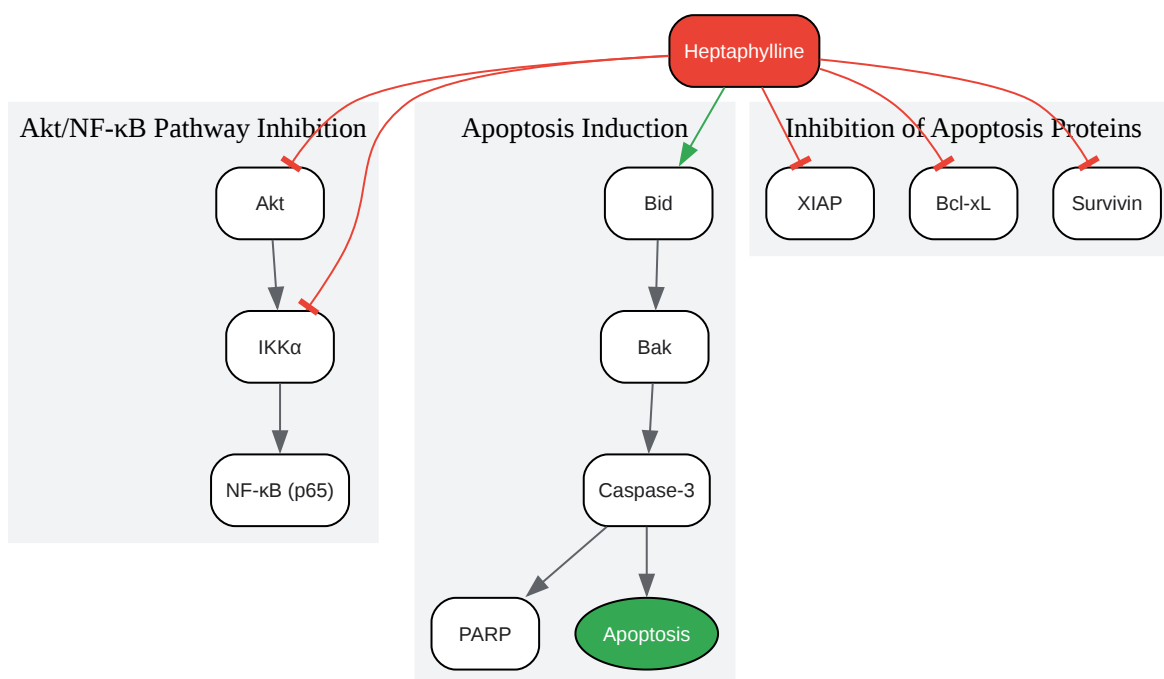 Heptaphylline
Akt/NF-κB Pathway Inhibition
Apoptosis Induction
Inhibition of Apoptosis Proteins
Akt
Bid
XIAP
Bcl-xL
Survivin
IKKα
Bak
NF-κB (p65)
Caspase-3
PARP
Apoptosis